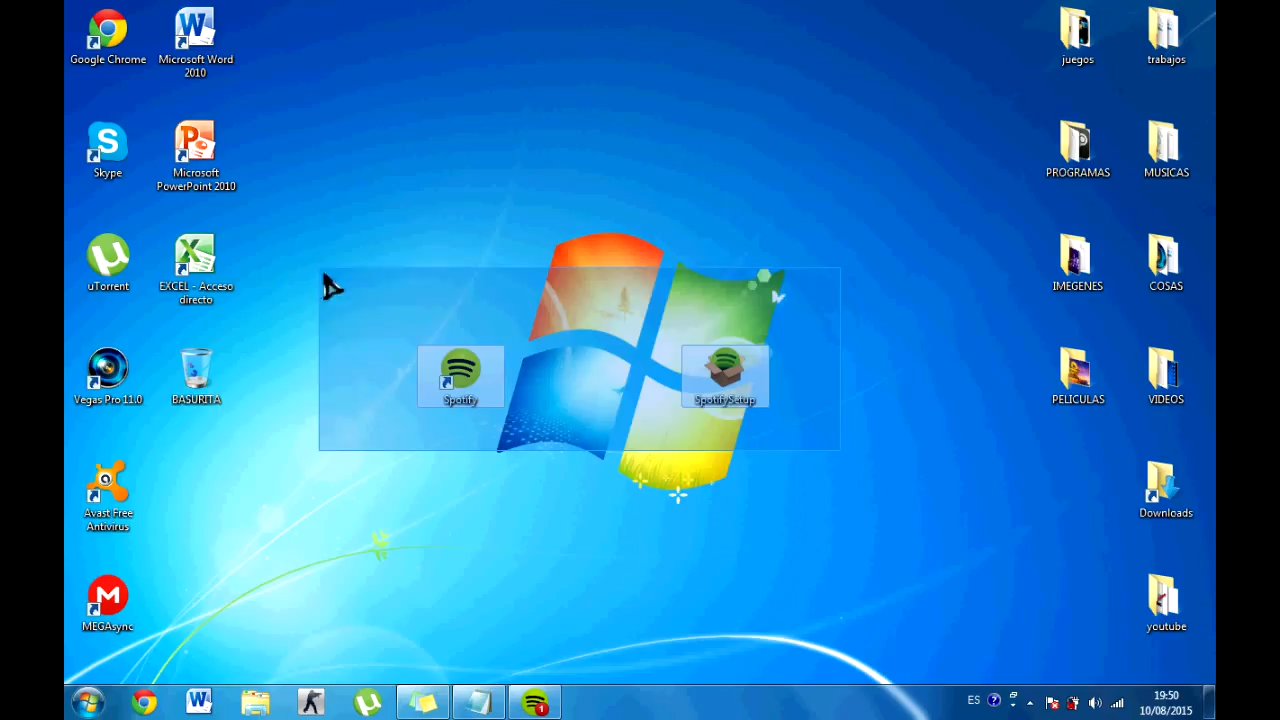 Google Chrome
Microsoft Word
2010
juegos
trabajos
Skype
Microsoft
PowerPoint 2010
PROGRAMAS
MUSICAS
uTorrent
EXCEL - Acceso
directo
IMEGENES
COSAS
Vegas Pro 11.0
BASURITA
Spotify
SpotifySetup
PELICULAS
VIDEOS
Avast Free
Antivirus
Downloads
MEGAsync
youtube
ES
19:50
10/08/2015
1